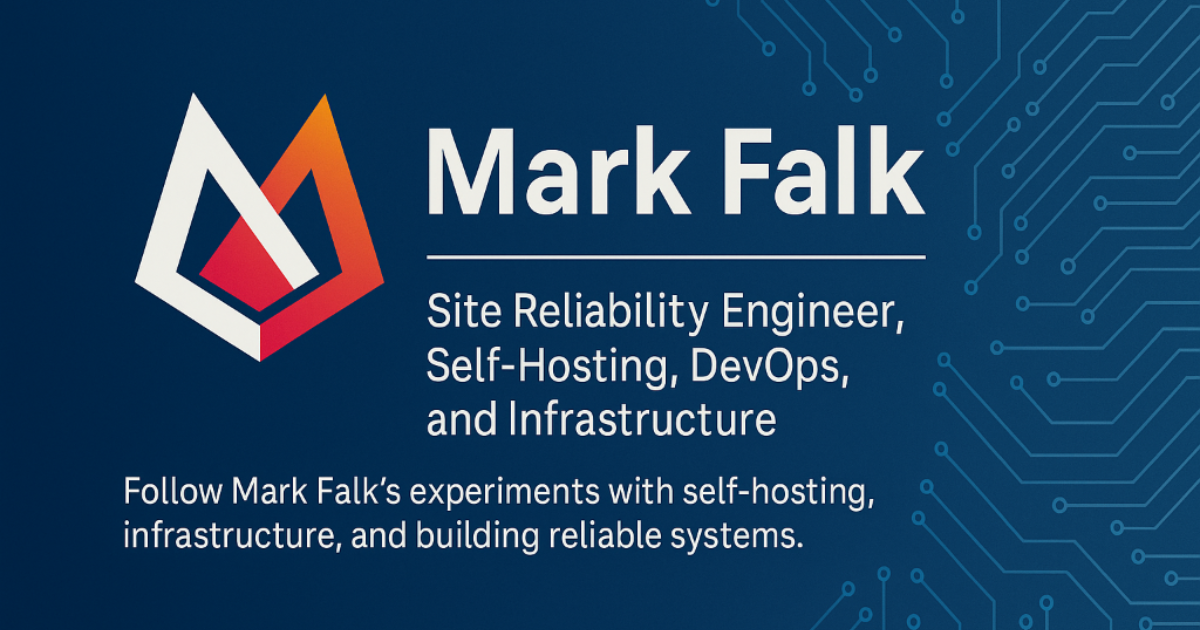 Mark Falk
Site Reliability Engineer,
Self-Hosting, DevOps,
and Infrastructure
Follow Mark Falk’s experiments with self-hosting,
infrastructure, and building reliable systems.